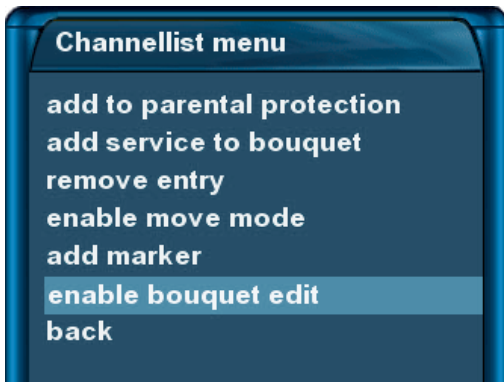 Channellist menu
add to parental protection
add service to bouquet
remove entry
enable move mode
add marker
enable bouquet edit
back